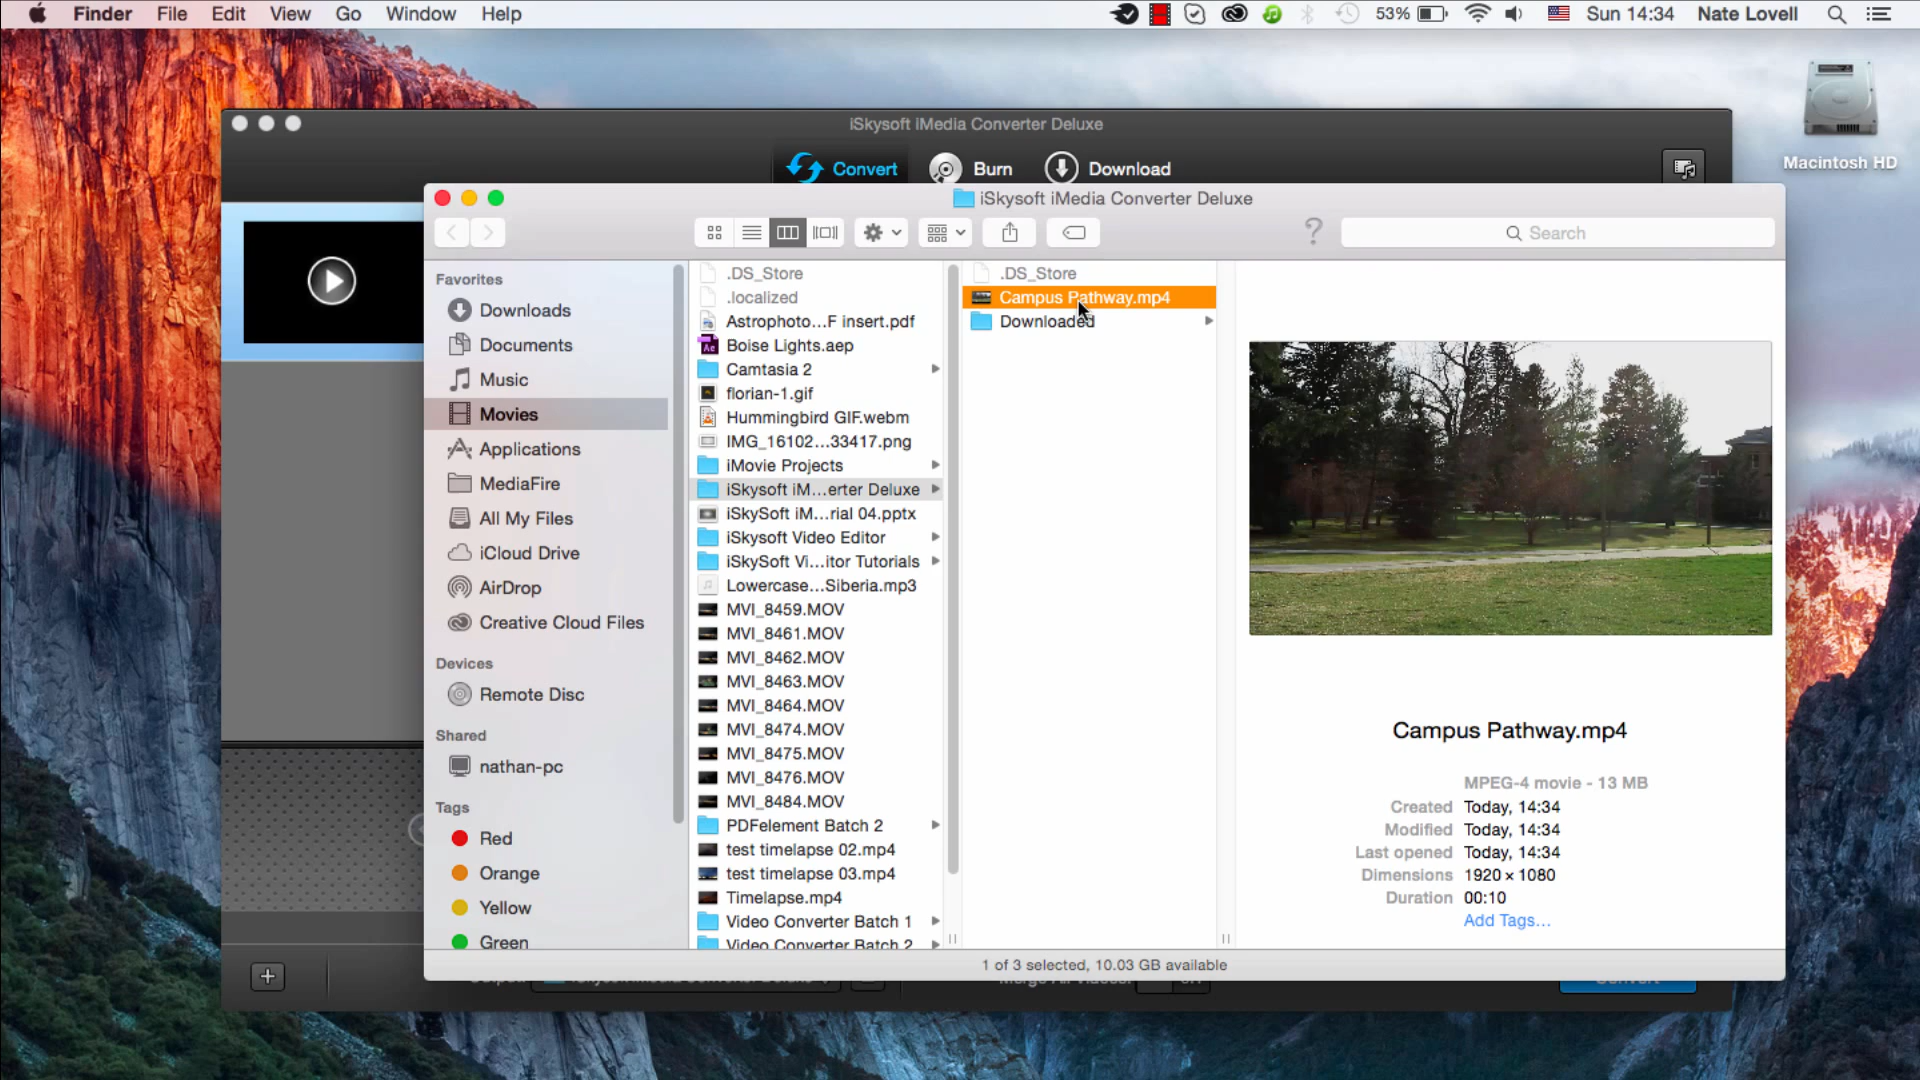 Finder File Edit View Go Window Help
53% Sun 14:34 Nate Lovell
Macintosh HD
iSkysoft iMedia Converter Deluxe
Convert Burn Download
iSkysoft iMedia Converter Deluxe
? Search
Favorites
Downloads
Documents
Music
Movies
Applications
MediaFire
All My Files
iCloud Drive
AirDrop
Creative Cloud Files
Devices
Remote Disc
Shared
nathan-pc
Tags
Red
Orange
Yellow
Green
.DS_Store
.localized
Astrophoto...F insert.pdf
Boise Lights.aep
Camtasia 2
florian-1.gif
Hummingbird GIF.webm
IMG_16102...33417.png
iMovie Projects
iSkysoft iM...erter Deluxe
iSkySoft iM...rial 04.pptx
iSkysoft Video Editor
iSkySoft Vi...itor Tutorials
Lowercase...Siberia.mp3
MVI_8459.MOV
MVI_8461.MOV
MVI_8462.MOV
MVI_8463.MOV
MVI_8464.MOV
MVI_8474.MOV
MVI_8475.MOV
MVI_8476.MOV
MVI_8484.MOV
PDFelement Batch 2
test timelapse 02.mp4
test timelapse 03.mp4
Timelapse.mp4
Video Converter Batch 1
Video Converter Batch 2
.DS_Store
Campus Pathway.mp4
Downloaded
Campus Pathway.mp4
MPEG-4 movie - 13 MB
Created Today, 14:34
Modified Today, 14:34
Last opened Today, 14:34
Dimensions 1920 × 1080
Duration 00:10
Add Tags...
1 of 3 selected, 10.03 GB available
Merge All Videos:
Convert